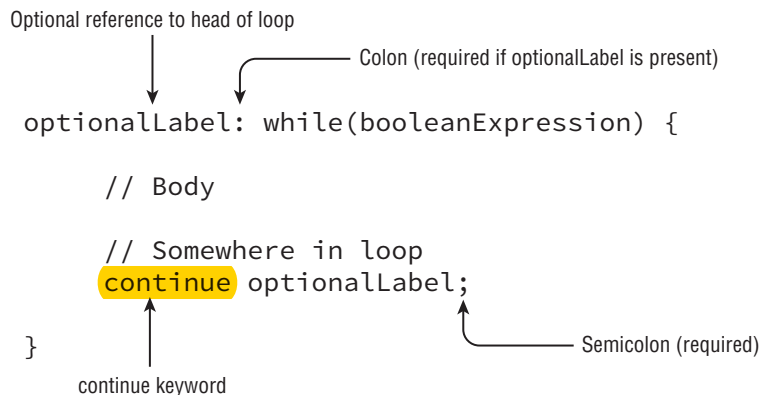 Optional reference to head of loop
Colon (required if optionalLabel is present)
optionalLabel: while(booleanExpression) {
// Body
// Somewhere in loop
continue optionalLabel;
}
Semicolon (required)
continue keyword